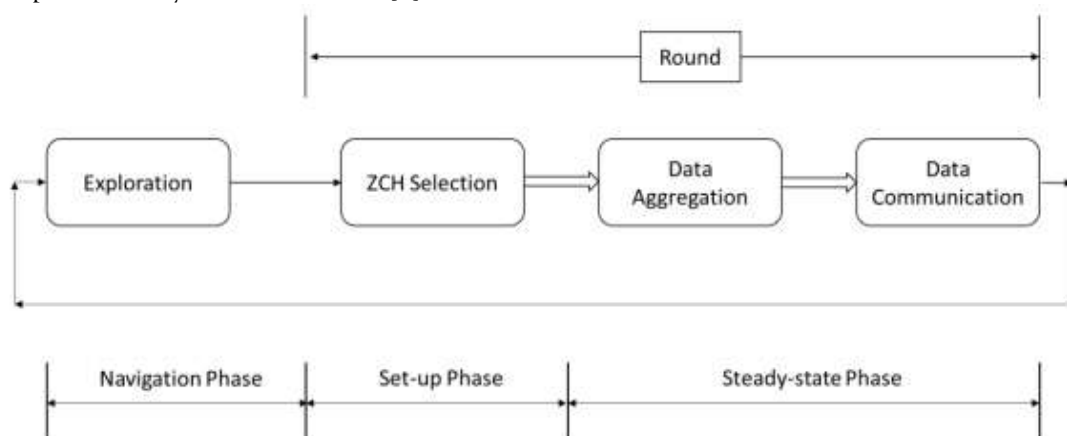 Round
Exploration
ZCH Selection
Data
Aggregation
Data
Communication
Navigation Phase
Set-up Phase
Steady-state Phase